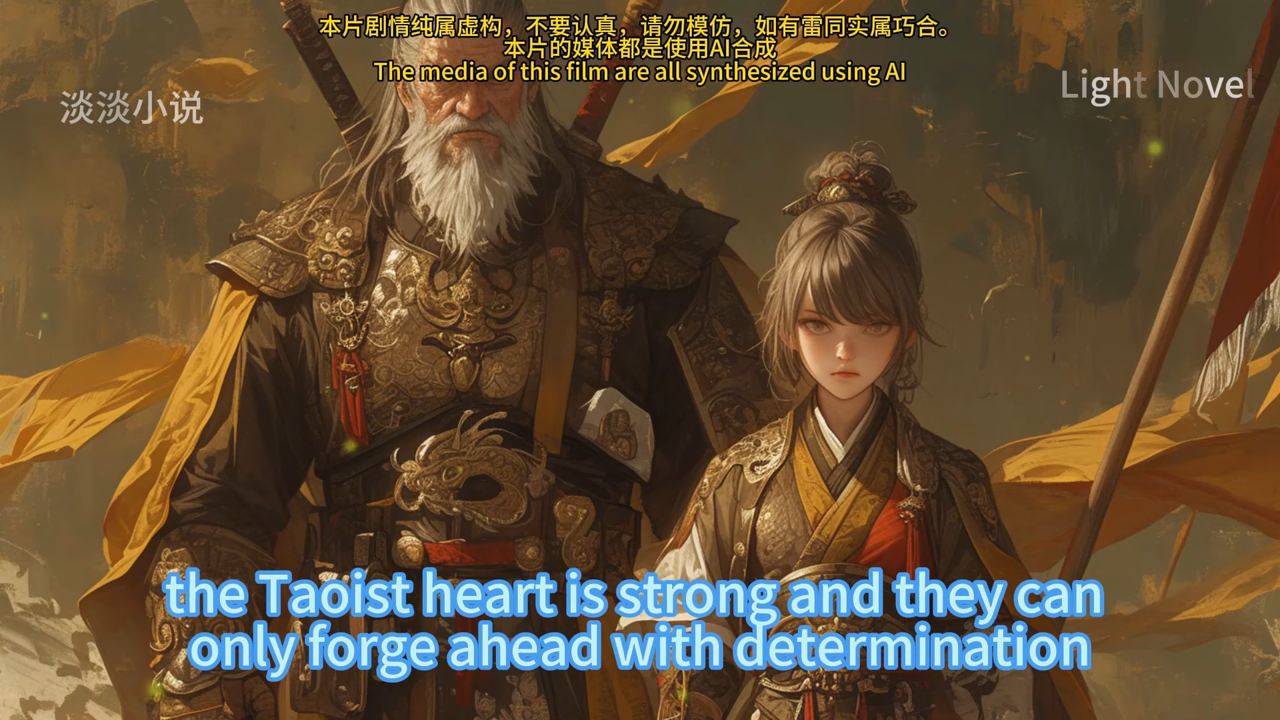 本片剧情纯属虚构，不要认真，请勿模仿，如有雷同实属巧合。
本片的媒体都是使用AI合成
The media of this film are all synthesized using AI
淡淡小说
Light Novel
the Taoist heart is strong and they can
only forge ahead with determination